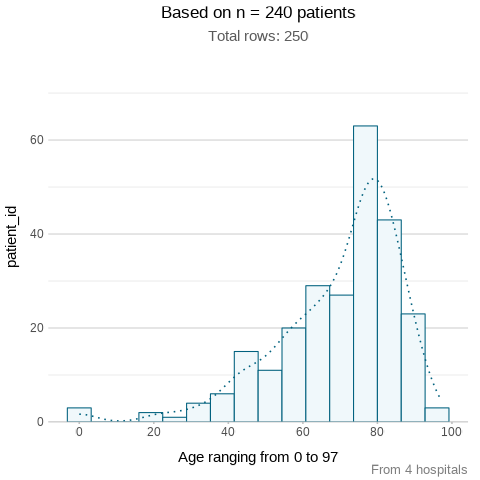 Based on n = 240 patients
Total rows: 250
patient_id
60
40
20
0
0 20 40 60 80 100
Age ranging from 0 to 97
From 4 hospitals